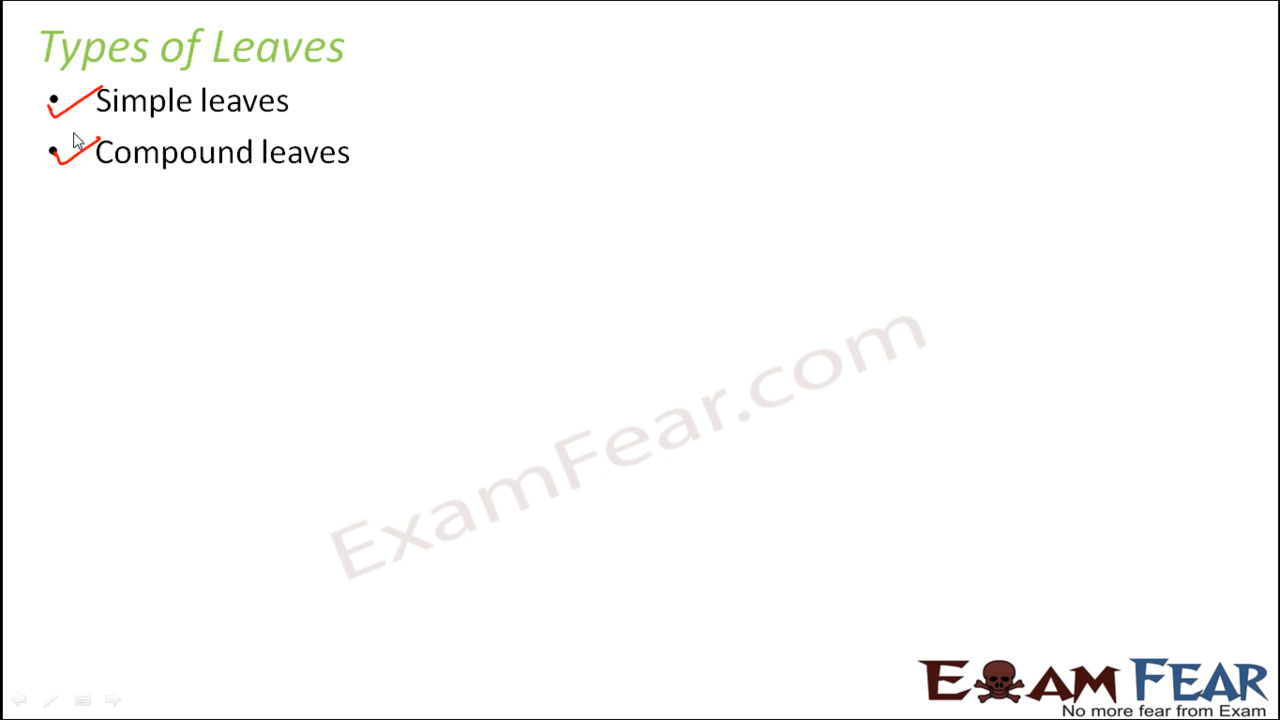 Types of Leaves
• Simple leaves
• Compound leaves
ExamFear.com
EXAM FEAR
No more fear from Exam